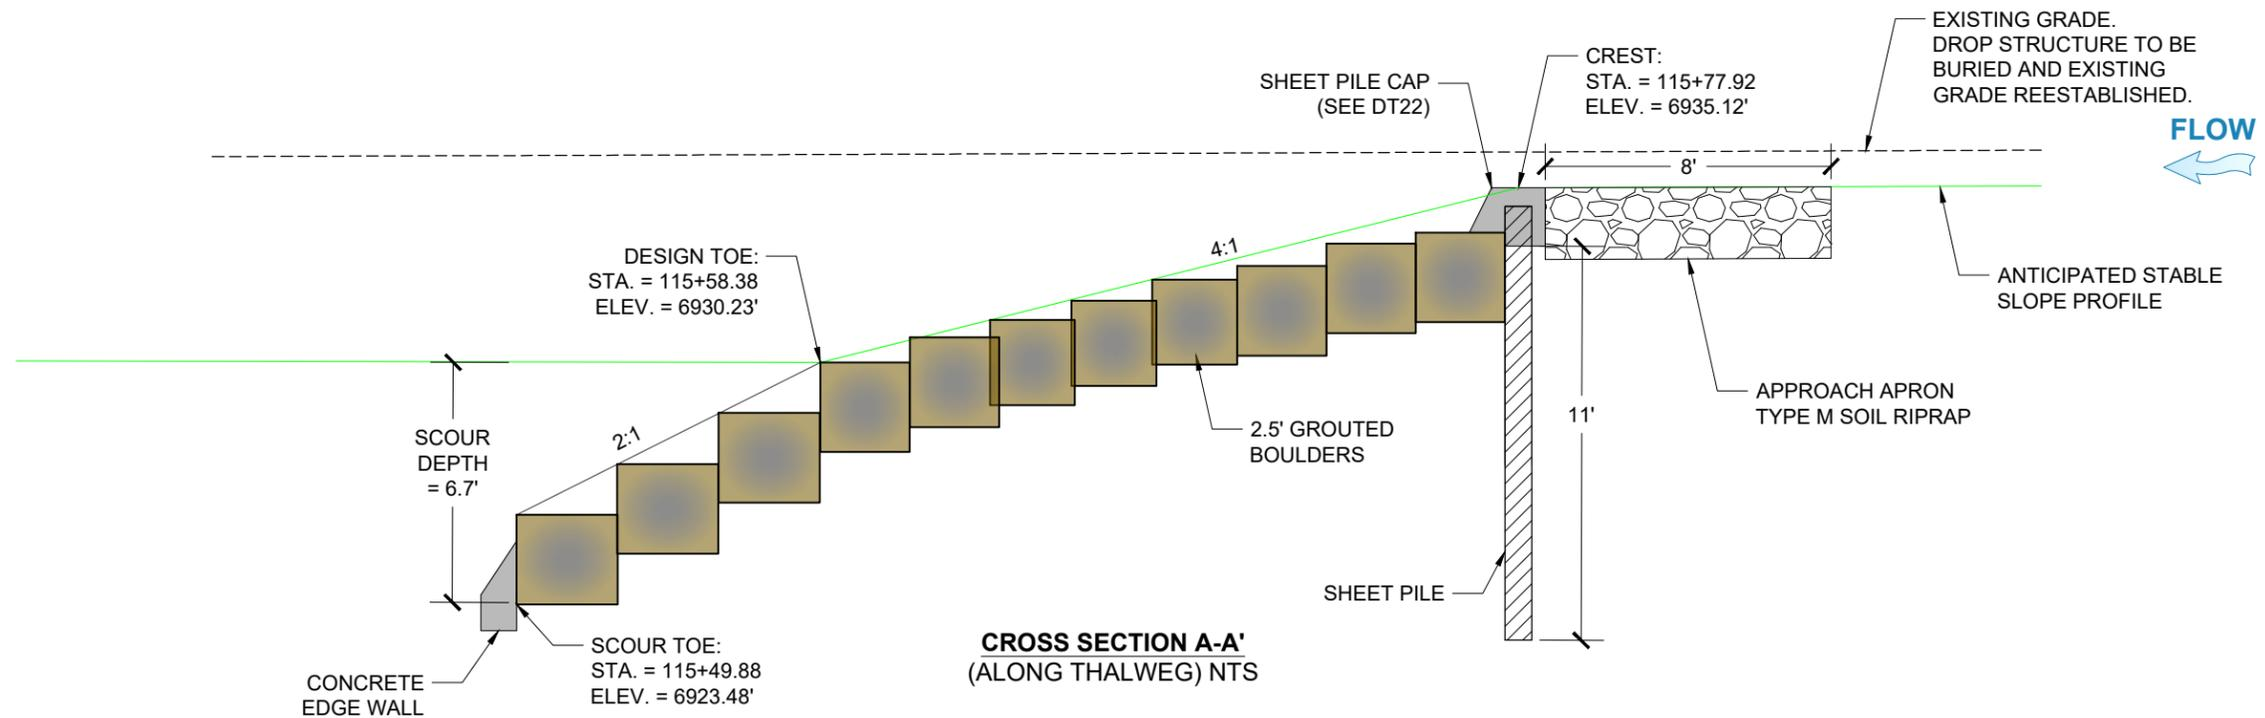 EXISTING GRADE.
DROP STRUCTURE TO BE
BURIED AND EXISTING
GRADE REESTABLISHED.
CREST:
STA. = 115+77.92
ELEV. = 6935.12'
SHEET PILE CAP
(SEE DT22)
FLOW
8'
4:1
DESIGN TOE:
STA. = 115+58.38
ELEV. = 6930.23'
ANTICIPATED STABLE
SLOPE PROFILE
APPROACH APRON
TYPE M SOIL RIPRAP
11'
2:1
2.5' GROUTED
BOULDERS
SCOUR
DEPTH
= 6.7'
SHEET PILE
SCOUR TOE:
STA. = 115+49.88
ELEV. = 6923.48'
CONCRETE
EDGE WALL
CROSS SECTION A-A'
(ALONG THALWEG) NTS